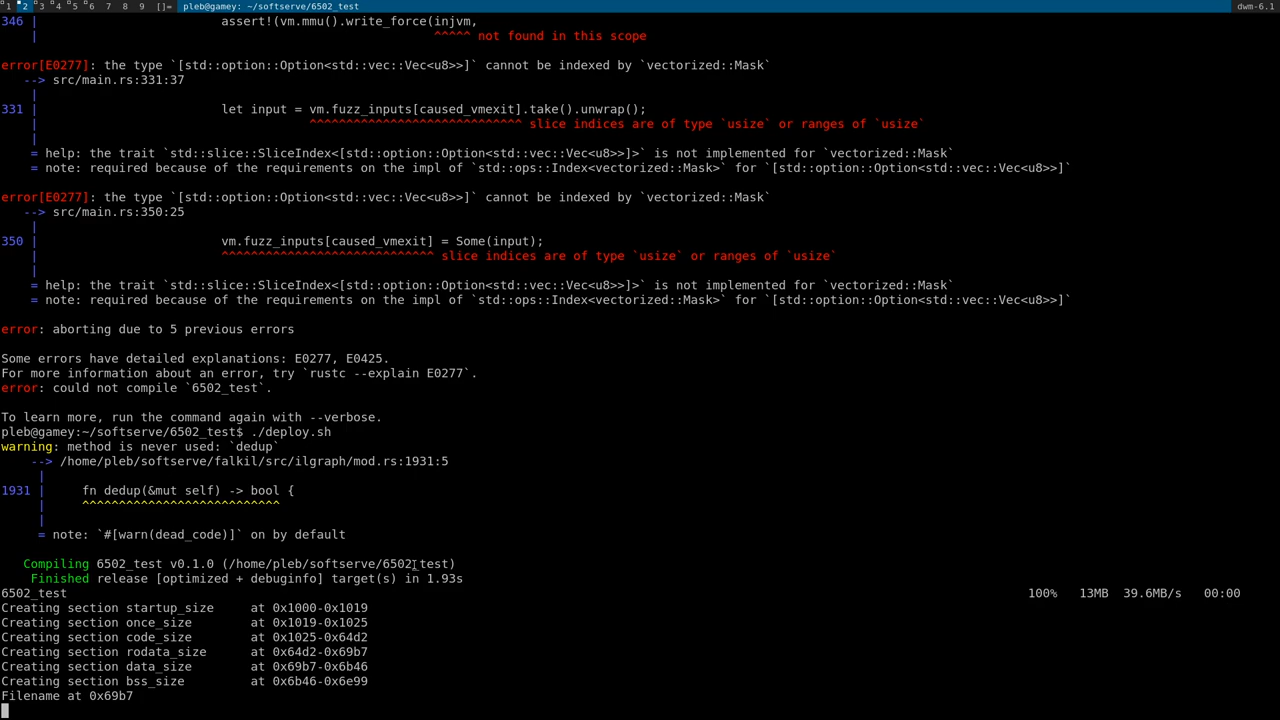 1 2 3 4 5 6 7 8 9 []= pleb@gamey: ~/softserve/6502_test dwm-6.1
346 |                         assert!(vm.mmu().write_force(injvm,
    |                                                      ^^^^^ not found in this scope
error[E0277]: the type `[std::option::Option<std::vec::Vec<u8>>]` cannot be indexed by `vectorized::Mask`
   --> src/main.rs:331:37
    |
331 |                         let input = vm.fuzz_inputs[caused_vmexit].take().unwrap();
    |                                     ^^^^^^^^^^^^^^^^^^^^^^^^^^^^^ slice indices are of type `usize` or ranges of `usize`
    |
    = help: the trait `std::slice::SliceIndex<[std::option::Option<std::vec::Vec<u8>>]>` is not implemented for `vectorized::Mask`
    = note: required because of the requirements on the impl of `std::ops::Index<vectorized::Mask>` for `[std::option::Option<std::vec::Vec<u8>>]`
error[E0277]: the type `[std::option::Option<std::vec::Vec<u8>>]` cannot be indexed by `vectorized::Mask`
   --> src/main.rs:350:25
    |
350 |                         vm.fuzz_inputs[caused_vmexit] = Some(input);
    |                         ^^^^^^^^^^^^^^^^^^^^^^^^^^^^^ slice indices are of type `usize` or ranges of `usize`
    |
    = help: the trait `std::slice::SliceIndex<[std::option::Option<std::vec::Vec<u8>>]>` is not implemented for `vectorized::Mask`
    = note: required because of the requirements on the impl of `std::ops::Index<vectorized::Mask>` for `[std::option::Option<std::vec::Vec<u8>>]`
error: aborting due to 5 previous errors
Some errors have detailed explanations: E0277, E0425.
For more information about an error, try `rustc --explain E0277`.
error: could not compile `6502_test`.
To learn more, run the command again with --verbose.
pleb@gamey:~/softserve/6502_test$ ./deploy.sh
warning: method is never used: `dedup`
    --> /home/pleb/softserve/falkil/src/ilgraph/mod.rs:1931:5
     |
1931 |     fn dedup(&mut self) -> bool {
     |     ^^^^^^^^^^^^^^^^^^^^^^^^^^^
     |
     = note: `#[warn(dead_code)]` on by default
   Compiling 6502_test v0.1.0 (/home/pleb/softserve/6502_test)
    Finished release [optimized + debuginfo] target(s) in 1.93s
6502_test 100% 13MB 39.6MB/s 00:00
Creating section startup_size     at 0x1000-0x1019
Creating section once_size        at 0x1019-0x1025
Creating section code_size        at 0x1025-0x64d2
Creating section rodata_size      at 0x64d2-0x69b7
Creating section data_size        at 0x69b7-0x6b46
Creating section bss_size         at 0x6b46-0x6e99
Filename at 0x69b7